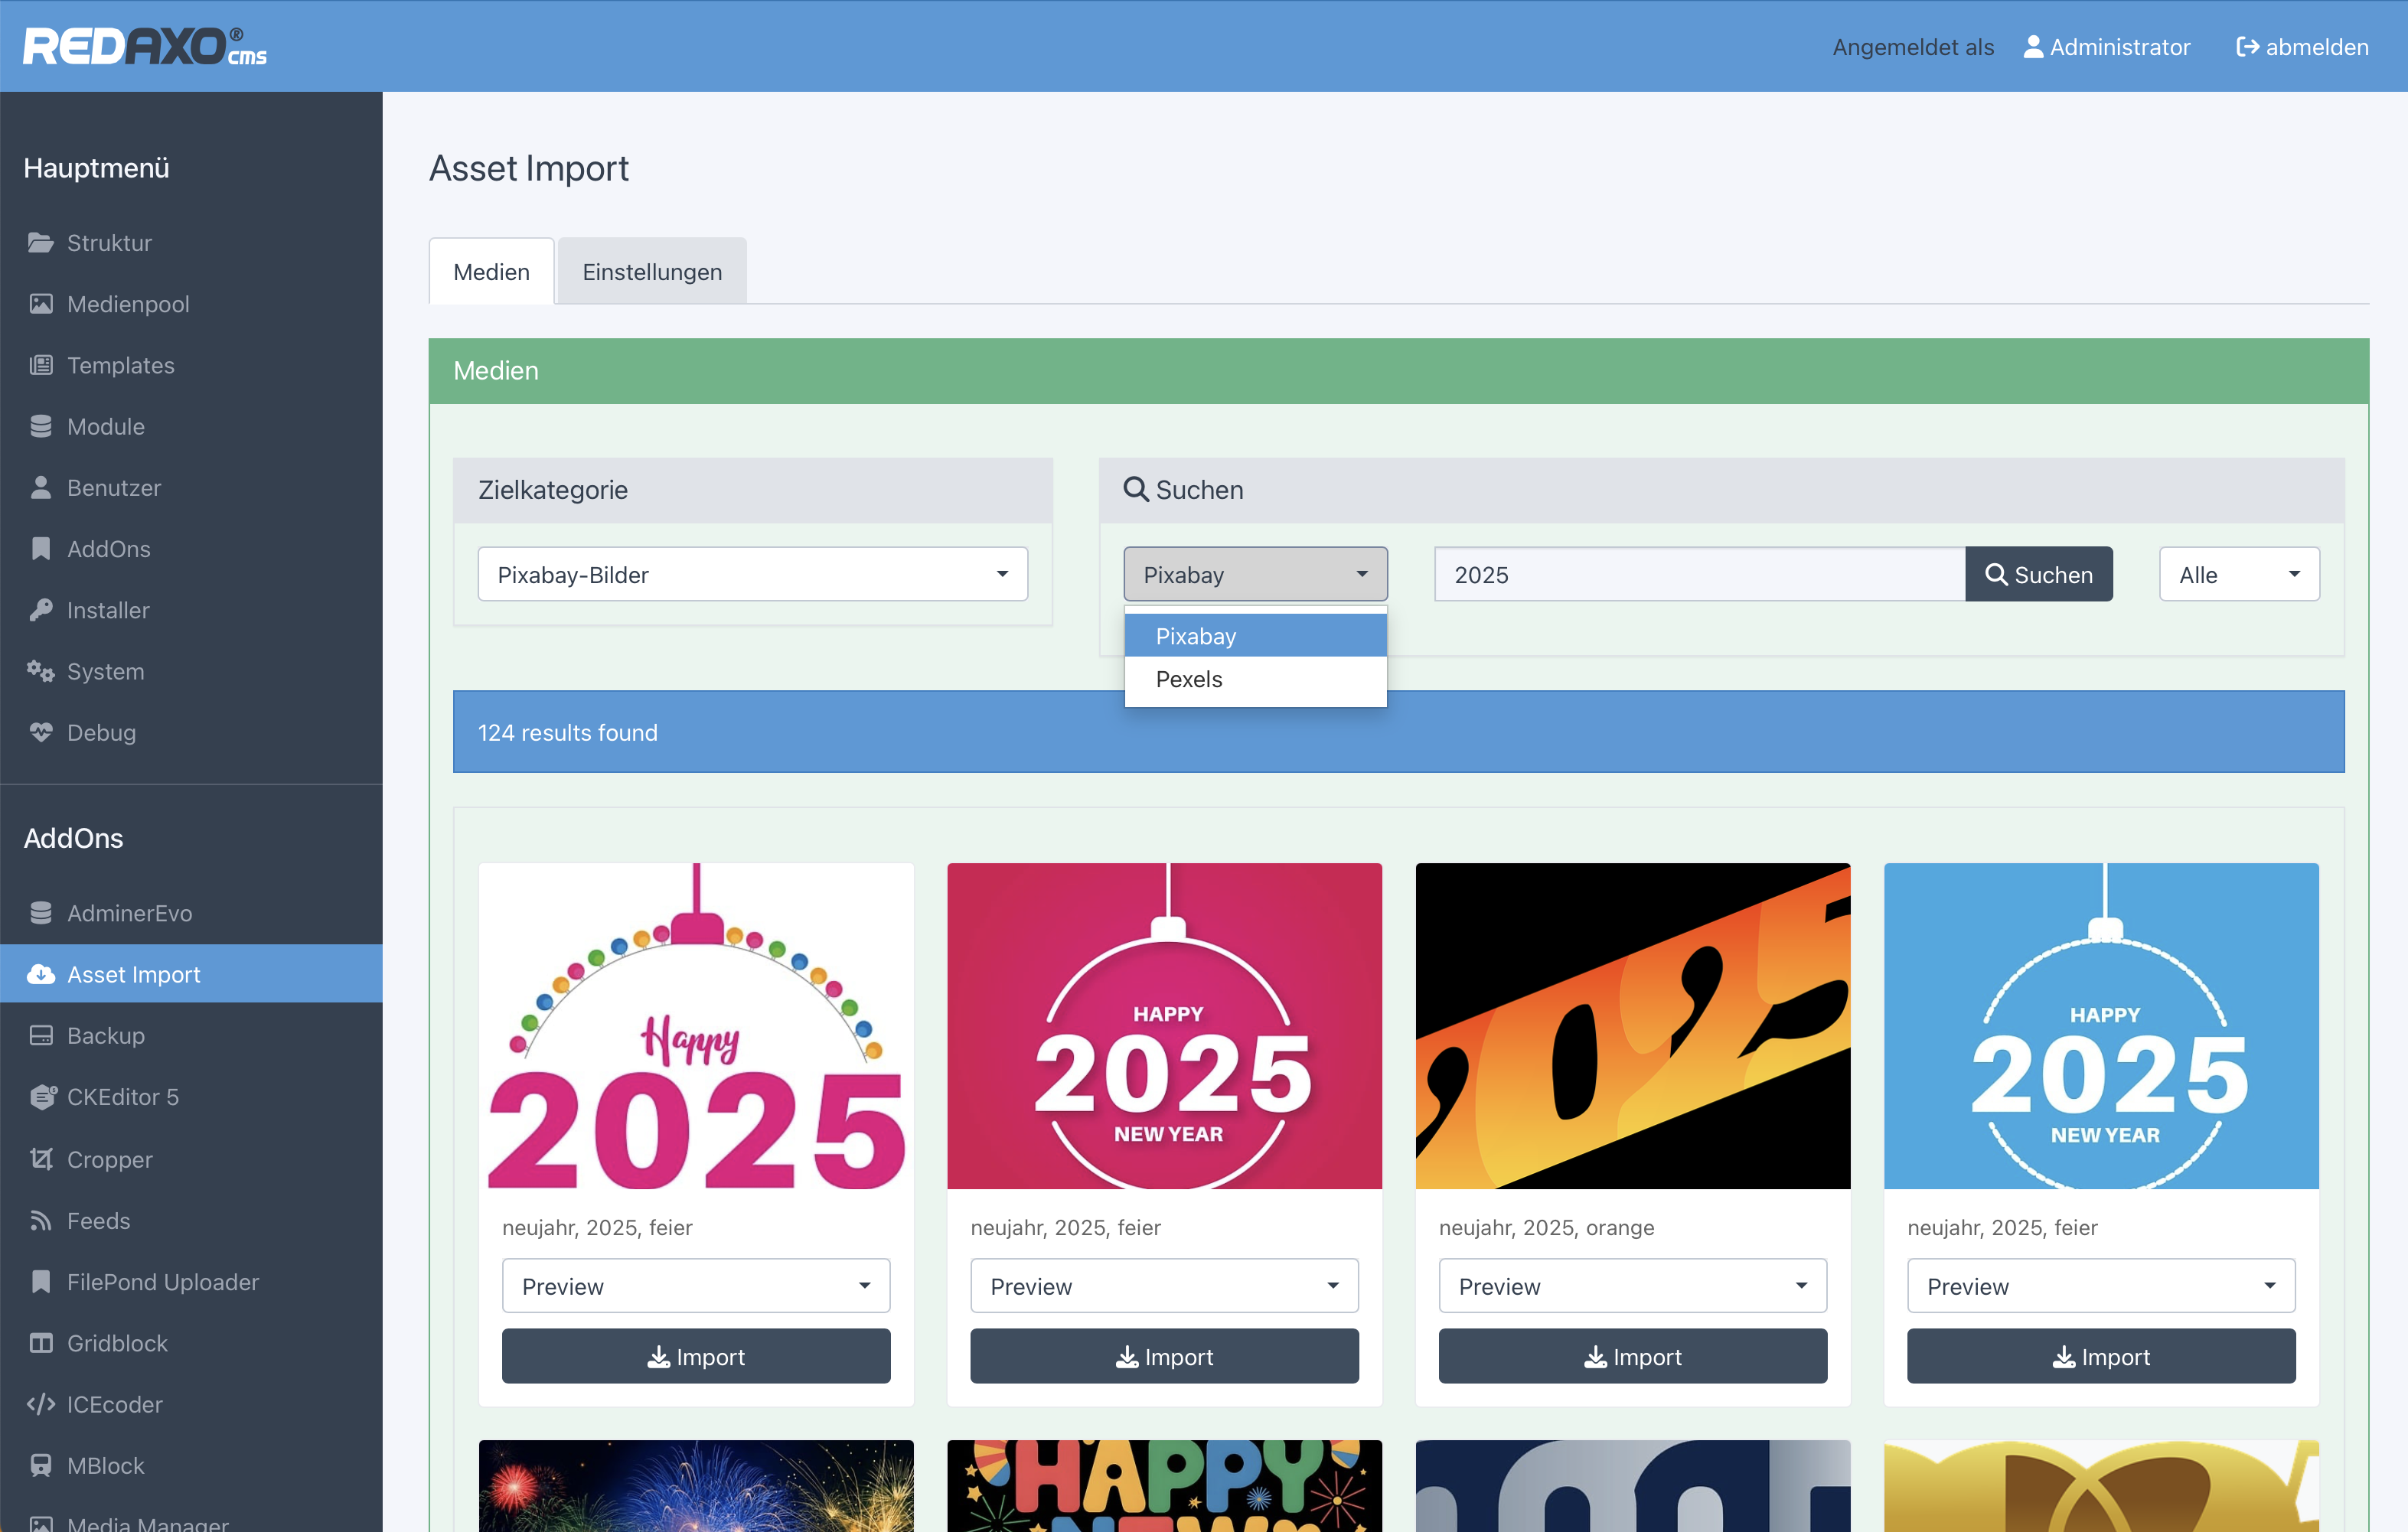 REDAXO® cms
Angemeldet als Administrator abmelden
Hauptmenü
Struktur
Medienpool
Templates
Module
Benutzer
AddOns
Installer
System
Debug
AddOns
AdminerEvo
Asset Import
Backup
CKEditor 5
Cropper
Feeds
FilePond Uploader
Gridblock
ICEcoder
MBlock
Media Manager
Asset Import
Medien Einstellungen
Medien
Zielkategorie
Pixabay-Bilder
Suchen
Pixabay 2025 Suchen Alle
Pixabay
Pexels
124 results found
Happy
2025
HAPPY
2025
NEW YEAR
2025
HAPPY
2025
NEW YEAR
neujahr, 2025, feier
Preview
Import
neujahr, 2025, feier
Preview
Import
neujahr, 2025, orange
Preview
Import
neujahr, 2025, feier
Preview
Import
HAPPY
NEW